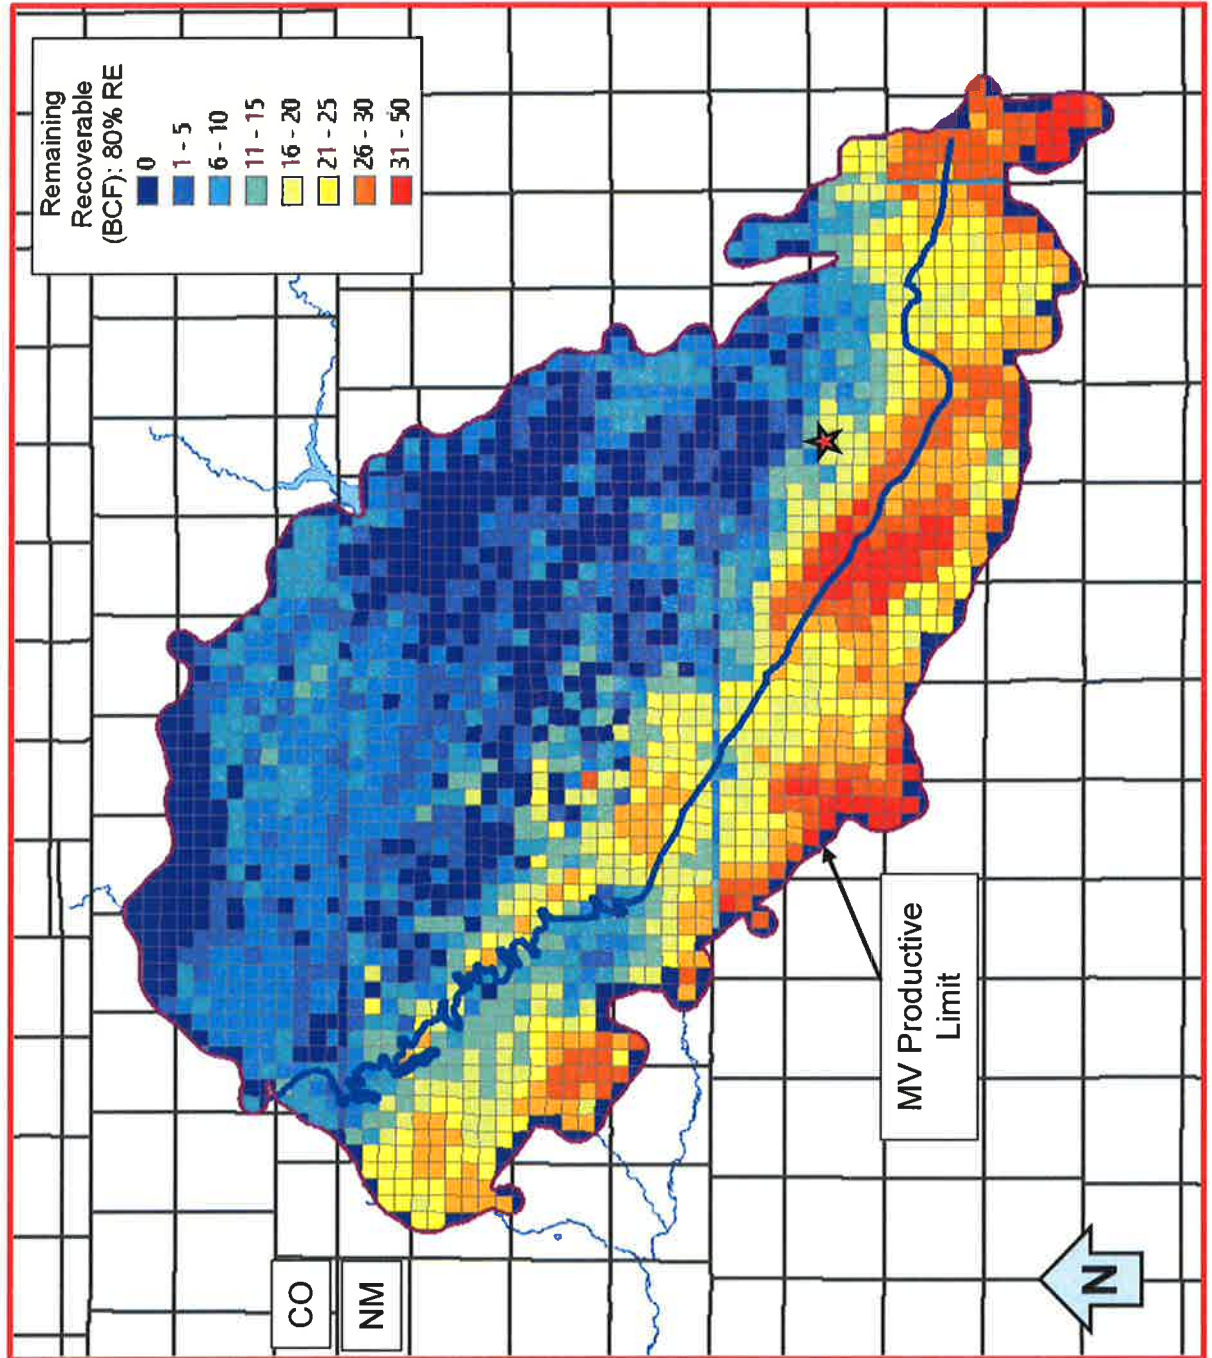 Remaining
Recoverable
(BCF): 80% RE
0
1 - 5
6 - 10
11 - 15
16 - 20
21 - 25
26 - 30
31 - 50
CO
NM
MV Productive
Limit
N